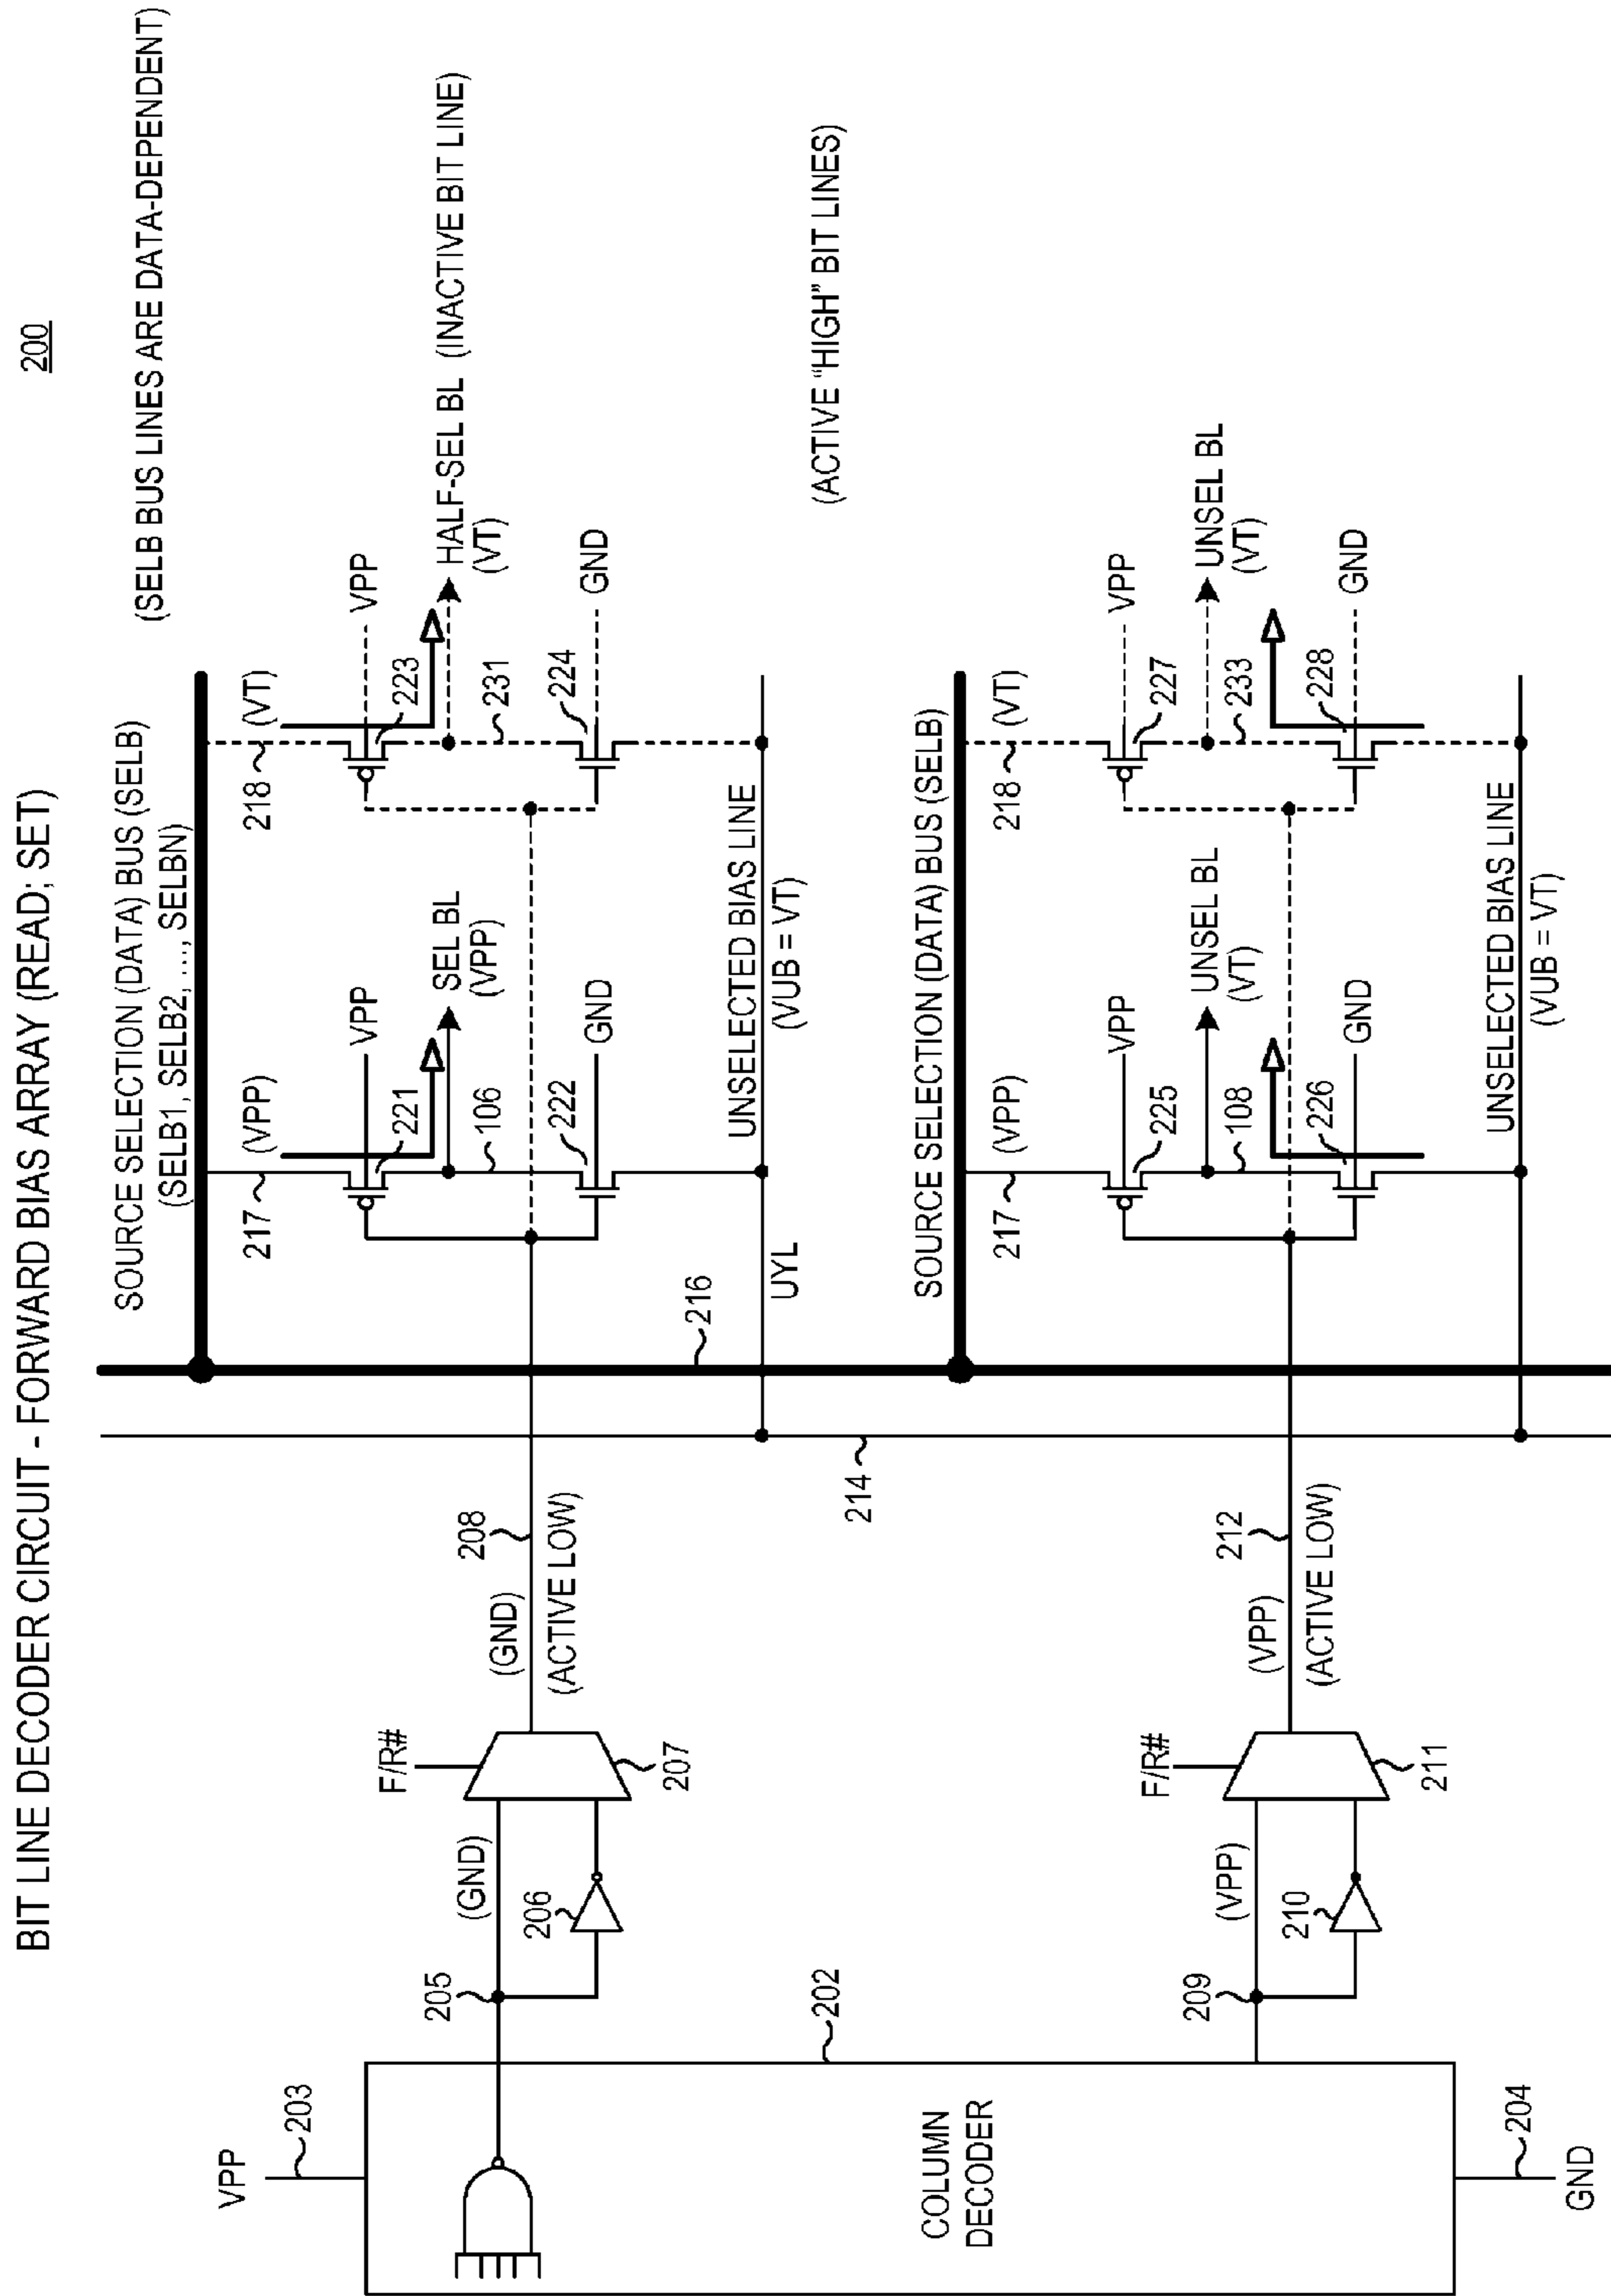 200
BIT LINE DECODER CIRCUIT - FORWARD BIAS ARRAY (READ; SET)
(SELB BUS LINES ARE DATA-DEPENDENT)
SOURCE SELECTION (DATA) BUS (SELB)
(SELB1, SELB2, ..., SELBN)
217
(VPP)
218
(VT)
VPP
203
F/R#
VPP
VPP
221
223
205
(GND)
206
207
(GND)
208
(ACTIVE LOW)
106
SEL BL
(VPP)
231
HALF-SEL BL (INACTIVE BIT LINE)
(VT)
222
GND
224
GND
216
UYL
UNSELECTED BIAS LINE
(VUB = VT)
202
214
(ACTIVE "HIGH" BIT LINES)
COLUMN
DECODER
SOURCE SELECTION (DATA) BUS (SELB)
217
(VPP)
218
(VT)
F/R#
VPP
VPP
225
227
209
(VPP)
210
211
(VPP)
212
(ACTIVE LOW)
108
UNSEL BL
(VT)
233
UNSEL BL
(VT)
226
GND
228
GND
204
GND
UNSELECTED BIAS LINE
(VUB = VT)